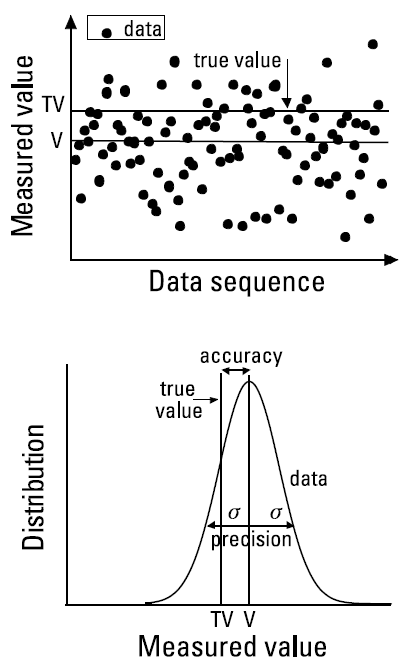 data
true value
TV
V
Measured value
Data sequence
accuracy
true
value
data
σ σ
precision
Distribution
TV V
Measured value